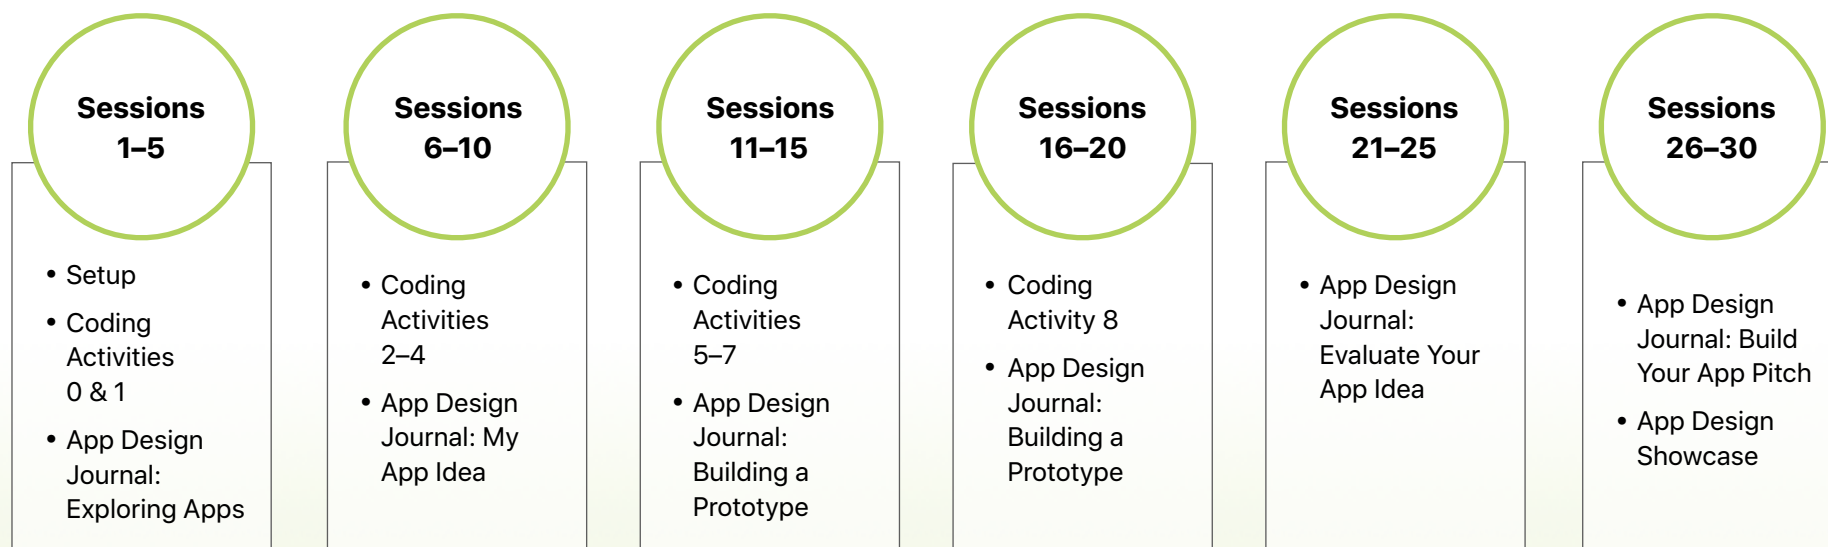 Sessions
1–5
• Setup
• Coding
Activities
0 & 1
• App Design
Journal:
Exploring Apps
Sessions
6–10
• Coding
Activities
2–4
• App Design
Journal: My
App Idea
Sessions
11–15
• Coding
Activities
5–7
• App Design
Journal:
Building a
Prototype
Sessions
16–20
• Coding
Activity 8
• App Design
Journal:
Building a
Prototype
Sessions
21–25
• App Design
Journal:
Evaluate Your
App Idea
Sessions
26–30
• App Design
Journal: Build
Your App Pitch
• App Design
Showcase